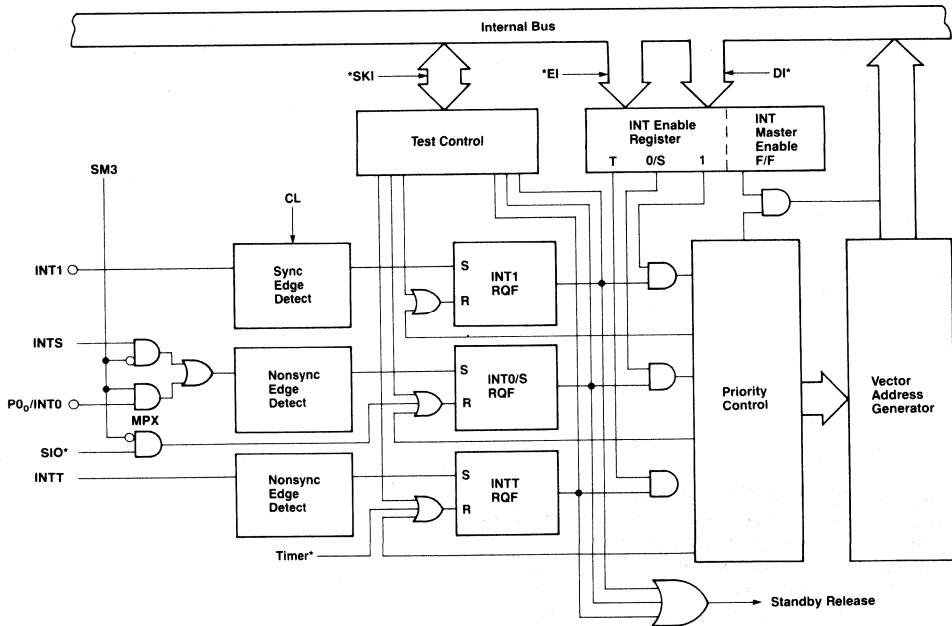 Internal Bus
*SKI
*EI
DI*
Test Control
INT Enable
Register
T 0/S 1
INT
Master
Enable
F/F
SM3
CL
INT1
Sync
Edge
Detect
S
R
INT1
RQF
INTS
P0₀/INT0
MPX
SIO*
Nonsync
Edge
Detect
S
R
INT0/S
RQF
INTT
Nonsync
Edge
Detect
S
R
INTT
RQF
Timer*
Priority
Control
Vector
Address
Generator
Standby Release